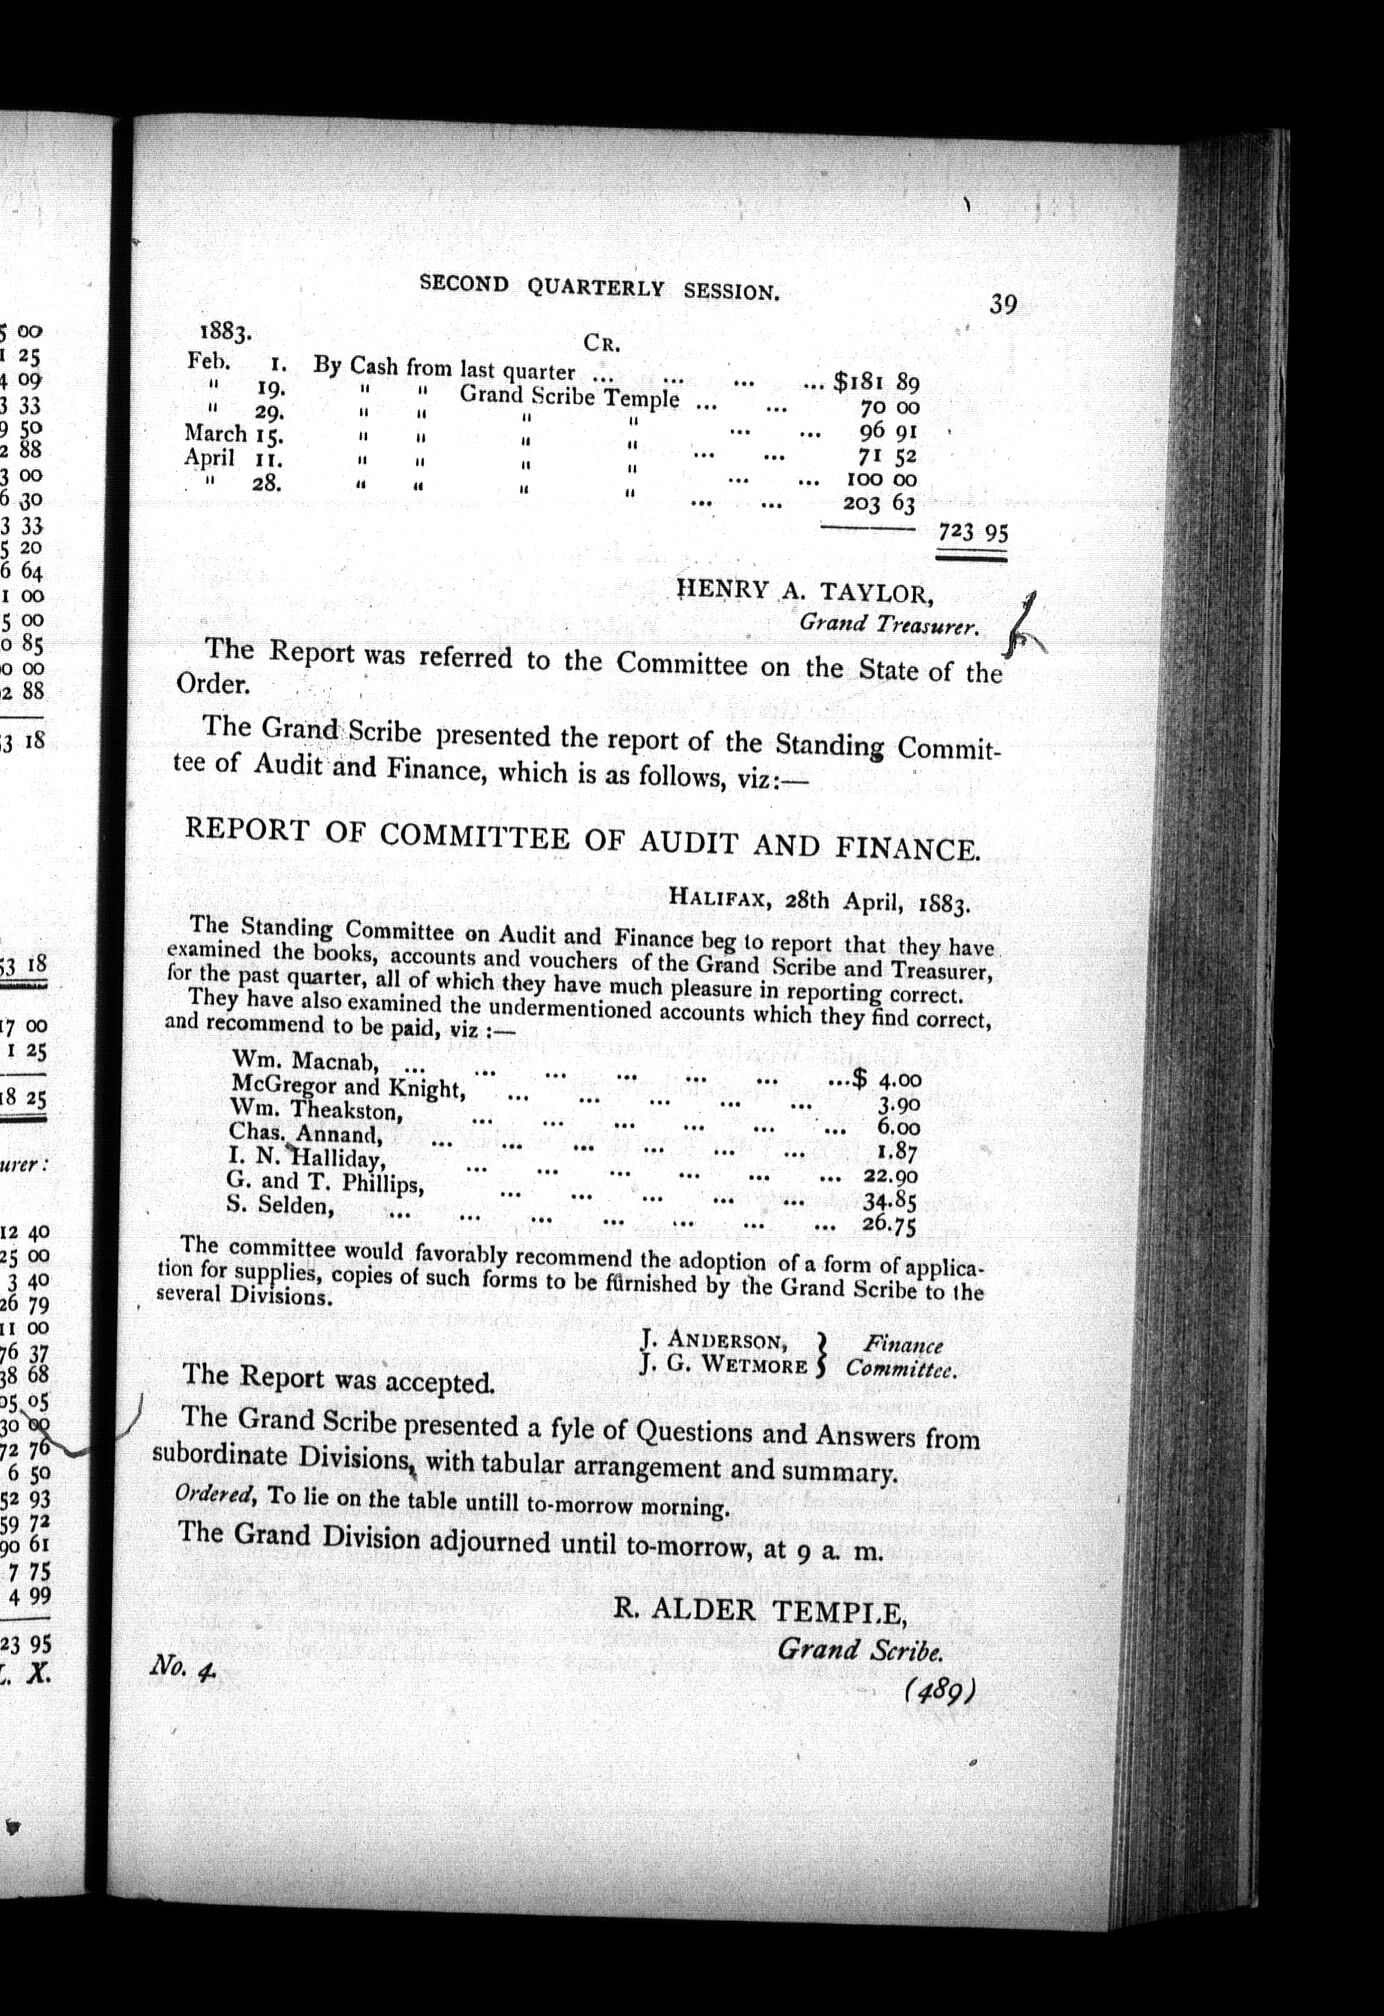 SECOND QUARTERLY SESSION. 39
1883. CR.
Feb. 1. By Cash from last quarter ... ... ... ... $181 89
" 19. " " Grand Scribe Temple ... ... 70 00
" 29. " " " " ... ... 96 91
March 15. " " " " ... ... 71 52
April 11. " " " " ... ... 100 00
" 28. " " " " ... ... 203 63
723 95
HENRY A. TAYLOR,
Grand Treasurer.
The Report was referred to the Committee on the State of the
Order.
The Grand Scribe presented the report of the Standing Commit-
tee of Audit and Finance, which is as follows, viz:—
REPORT OF COMMITTEE OF AUDIT AND FINANCE.
HALIFAX, 28th April, 1883.
The Standing Committee on Audit and Finance beg to report that they have
examined the books, accounts and vouchers of the Grand Scribe and Treasurer,
for the past quarter, all of which they have much pleasure in reporting correct.
They have also examined the undermentioned accounts which they find correct,
and recommend to be paid, viz :—
Wm. Macnab, ... ... ... ... ... ... ...$ 4.00
McGregor and Knight, ... ... ... ... ... 3.90
Wm. Theakston, ... ... ... ... ... ... 6.00
Chas. Annand, ... ... ... ... ... ... 1.87
I. N. Halliday, ... ... ... ... ... ... 22.90
G. and T. Phillips, ... ... ... ... ... 34.85
S. Selden, ... ... ... ... ... ... ... 26.75
The committee would favorably recommend the adoption of a form of applica-
tion for supplies, copies of such forms to be furnished by the Grand Scribe to the
several Divisions.
J. ANDERSON, } Finance
J. G. WETMORE } Committee.
The Report was accepted.
The Grand Scribe presented a fyle of Questions and Answers from
subordinate Divisions, with tabular arrangement and summary.
Ordered, To lie on the table untill to-morrow morning.
The Grand Division adjourned until to-morrow, at 9 a. m.
R. ALDER TEMPLE,
Grand Scribe.
No. 4.
(489)